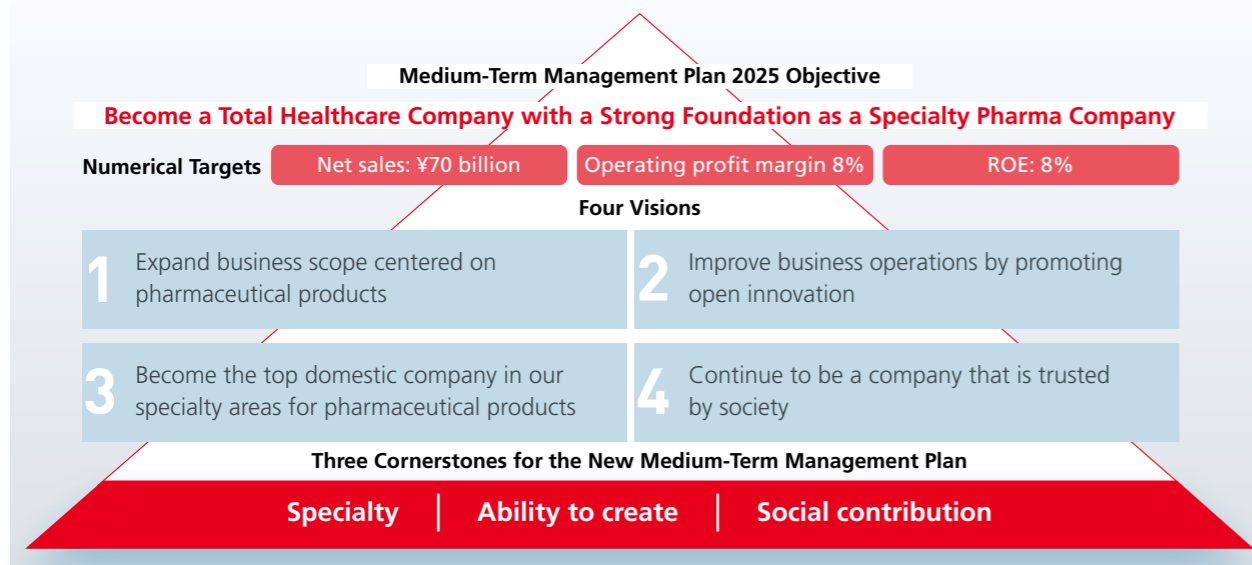 Medium-Term Management Plan 2025 Objective
Become a Total Healthcare Company with a Strong Foundation as a Specialty Pharma Company
Numerical Targets
Net sales: ¥70 billion
Operating profit margin 8%
ROE: 8%
Four Visions
1
Expand business scope centered on
pharmaceutical products
2
Improve business operations by promoting
open innovation
3
Become the top domestic company in our
specialty areas for pharmaceutical products
4
Continue to be a company that is trusted
by society
Three Cornerstones for the New Medium-Term Management Plan
Specialty | Ability to create | Social contribution